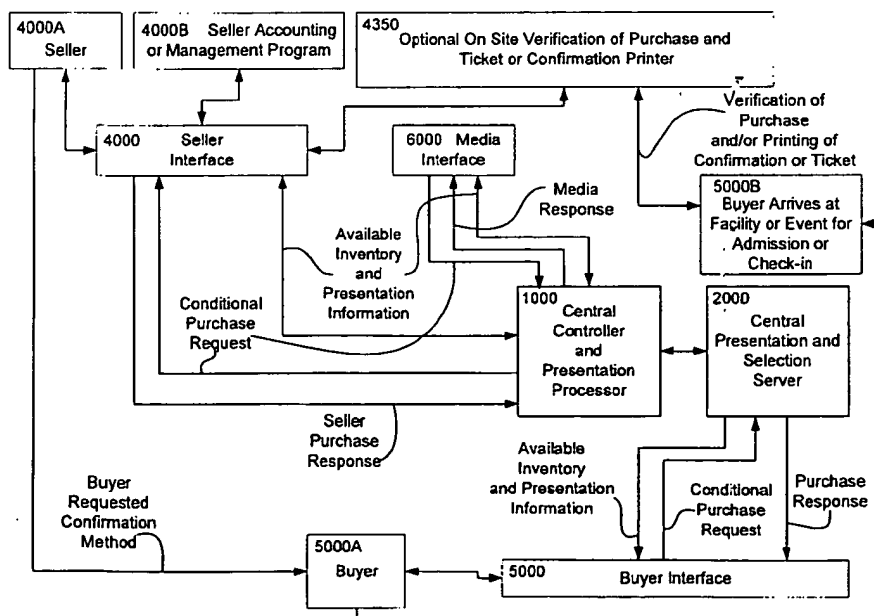 4000A
Seller
4000B Seller Accounting
or Management Program
4350
Optional On Site Verification of Purchase and
Ticket or Confirmation Printer
4000 Seller
Interface
6000 Media
Interface
Verification of
Purchase
and/or Printing of
Confirmation or Ticket
Media
Response
5000B
Buyer Arrives at
Facility or Event for
Admission or
Check-in
Available
Inventory
and
Presentation
Information
Conditional
Purchase
Request
1000
Central
Controller
and
Presentation
Processor
2000
Central
Presentation and
Selection
Server
Seller
Purchase
Response
Available
Inventory
and Presentation
Information
Conditional
Purchase
Request
Purchase
Response
Buyer
Requested
Confirmation
Method
5000A
Buyer
5000
Buyer Interface